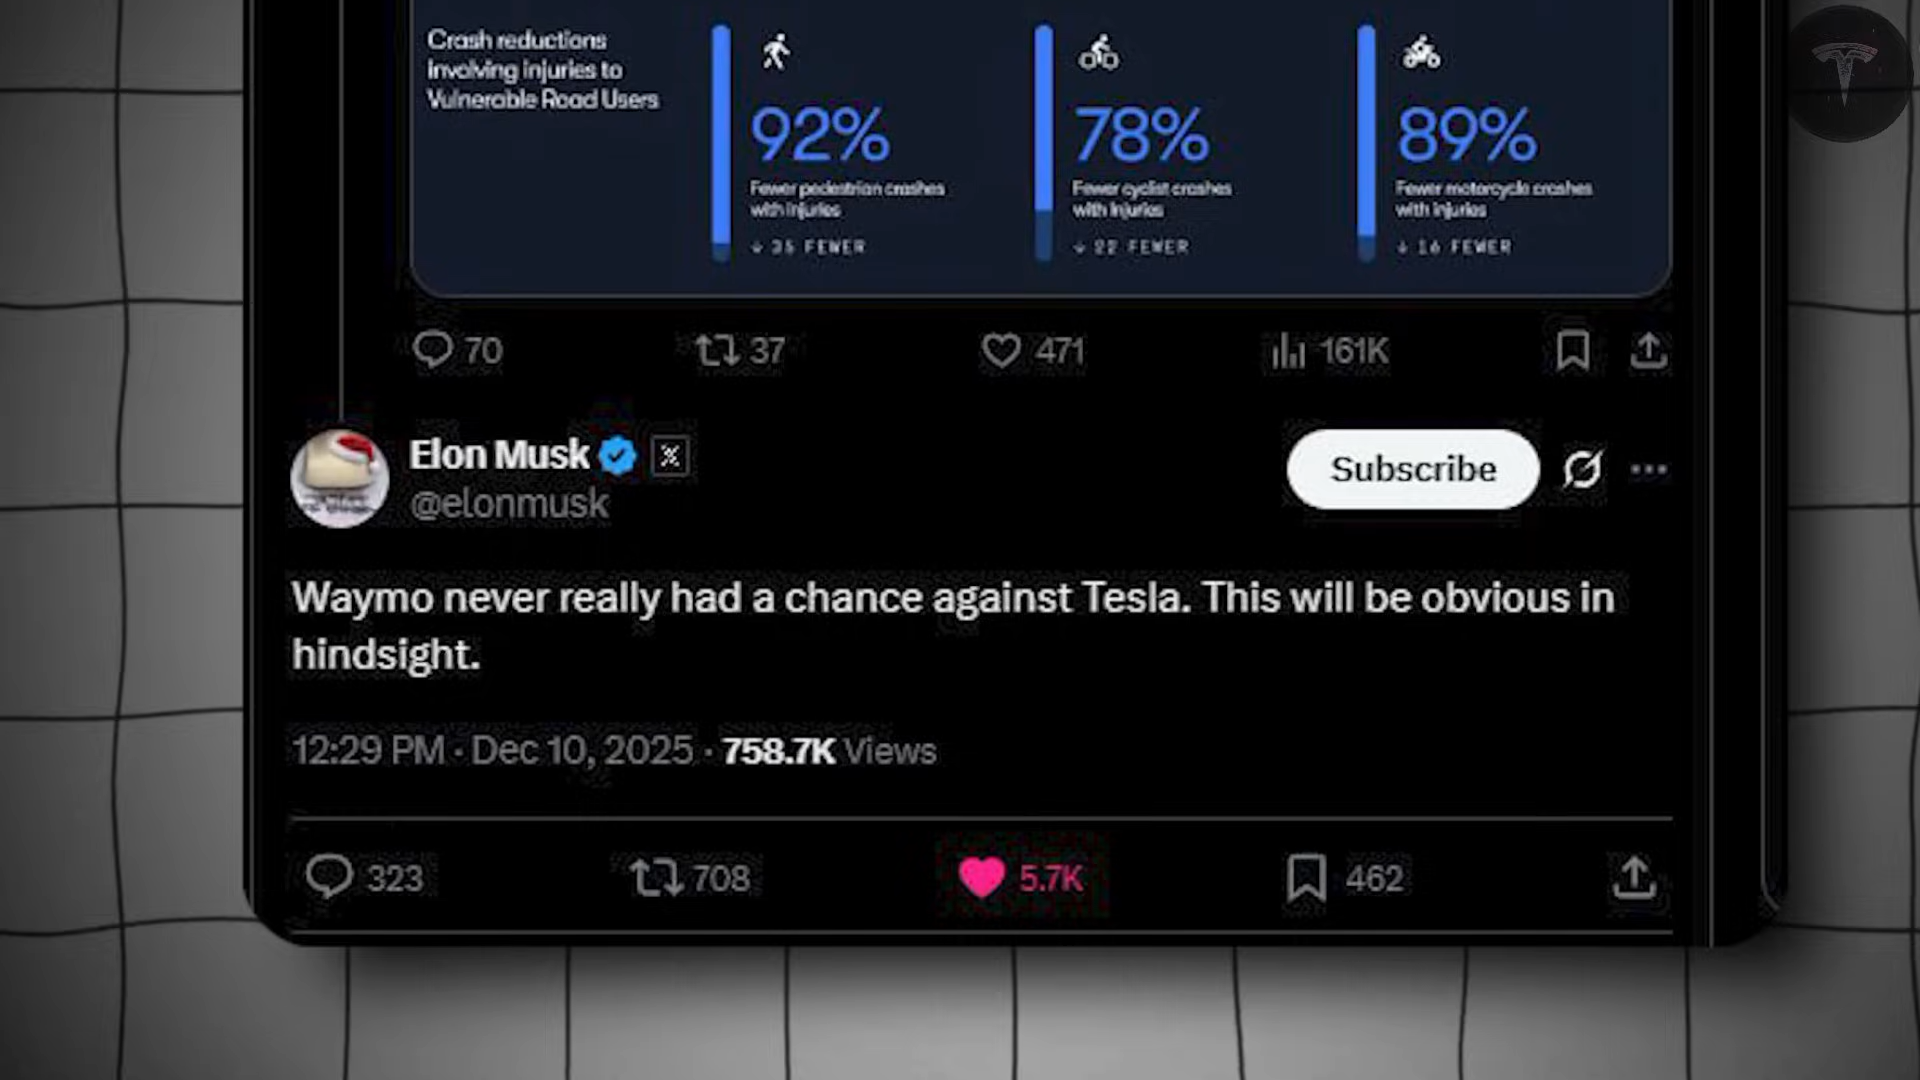 Crash reductions
involving injuries to
Vulnerable Road Users
92%
Fewer pedestrian crashes
with injuries
↓ 35 FEWER
78%
Fewer cyclist crashes
with injuries
↓ 22 FEWER
89%
Fewer motorcycle crashes
with injuries
↓ 16 FEWER
70 37 471 161K
Elon Musk
@elonmusk
Subscribe
Waymo never really had a chance against Tesla. This will be obvious in
hindsight.
12:29 PM · Dec 10, 2025 · 758.7K Views
323 708 5.7K 462